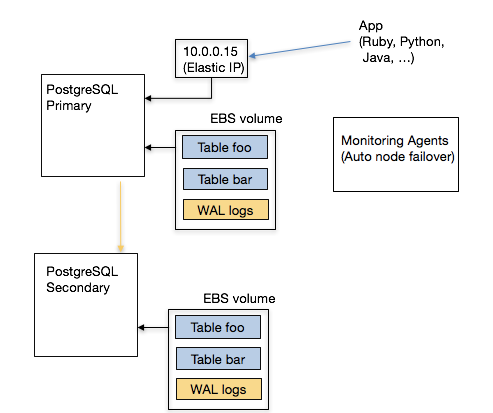 App
(Ruby, Python,
Java, ...)
10.0.0.15
(Elastic IP)
PostgreSQL
Primary
EBS volume
Table foo
Table bar
WAL logs
Monitoring Agents
(Auto node failover)
PostgreSQL
Secondary
EBS volume
Table foo
Table bar
WAL logs